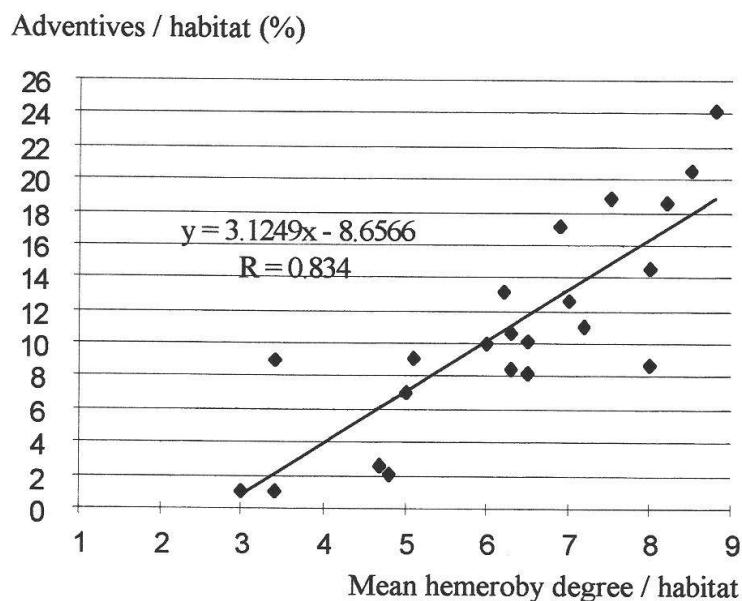 Adventives / habitat (%)
26
24
22
20
18
16
14
12
10
8
6
4
2
0
y = 3.1249x - 8.6566
R = 0.834
1 2 3 4 5 6 7 8 9
Mean hemeroby degree / habitat